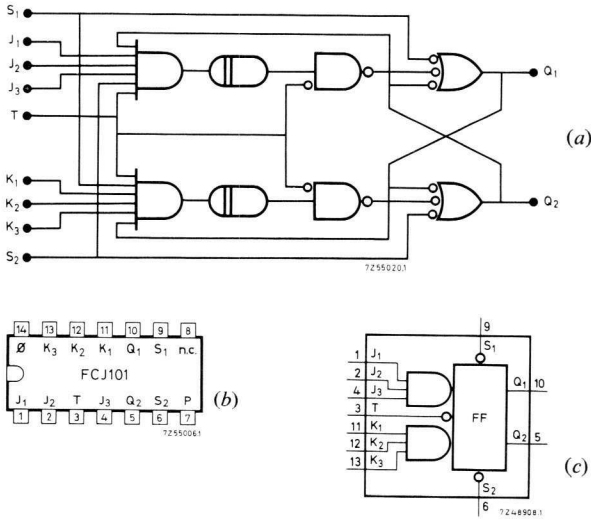 S1
J1
J2
J3
T
K1
K2
K3
S2
Q1
Q2
(a)
7Z55020.1
14 13 12 11 10 9 8
Ø K3 K2 K1 Q1 S1 n.c.
FCJ101
J1 J2 T J3 Q2 S2 P
1 2 3 4 5 6 7
(b)
7Z55006.1
9
S1
1 J1
2 J2
4 J3
3 T
11 K1
12 K2
13 K3
FF
Q1 10
Q2 5
S2
6
(c)
7Z48908.1